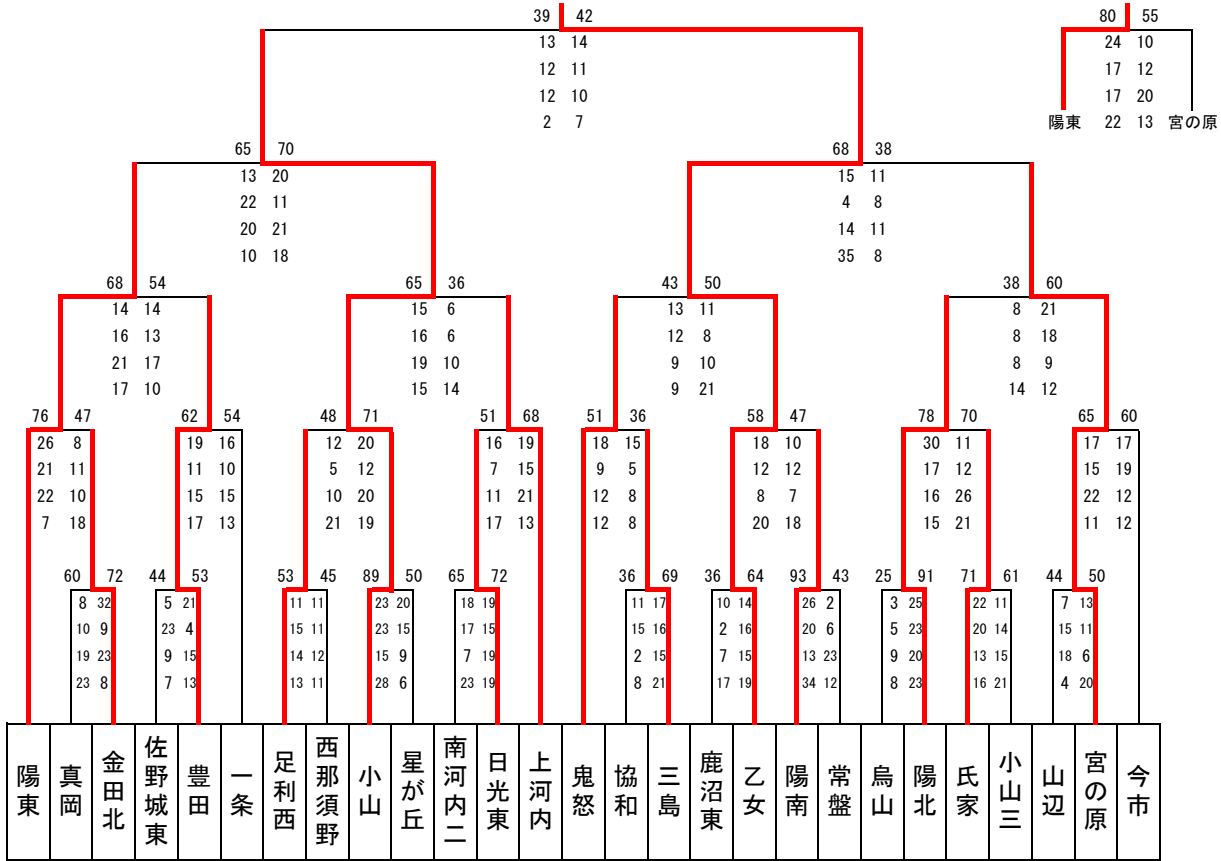 39 42 80 55
13 14 24 10
12 11 17 12
12 10 17 20
2 7 陽東 22 13 宮の原
65 70 68 38
13 20 15 11
22 11 4 8
20 21 14 11
10 18 35 8
68 54 65 36 43 50 38 60
14 14 15 6 13 11 8 21
16 13 16 6 12 8 8 18
21 17 19 10 9 10 8 9
17 10 15 14 9 21 14 12
76 47 62 54 48 71 51 68 51 36 58 47 78 70 65 60
26 8 19 16 12 20 16 19 18 15 18 10 30 11 17 17
21 11 11 10 5 12 7 15 9 5 12 12 17 12 15 19
22 10 15 15 10 20 11 21 12 8 8 7 16 26 22 12
7 18 17 13 21 19 17 13 12 8 20 18 15 21 11 12
60 72 44 53 53 45 89 50 65 72 36 69 36 64 93 43 25 91 71 61 44 50
8 32 5 21 11 11 23 20 18 19 11 17 10 14 26 2 3 25 22 11 7 13
10 9 23 4 15 11 23 15 17 15 15 16 2 16 20 6 5 23 20 14 15 11
19 23 9 15 14 12 15 9 7 19 2 15 7 15 13 23 9 20 13 15 18 6
23 8 7 13 13 11 28 6 23 19 8 21 17 19 34 12 8 23 16 21 4 20
陽東
真岡
金田北
佐野城東
豊田
一条
足利西
西那須野
小山
星が丘
南河内二
日光東
上河内
鬼怒
協和
三島
鹿沼東
乙女
陽南
常盤
烏山
陽北
氏家
小山三
山辺
宮の原
今市